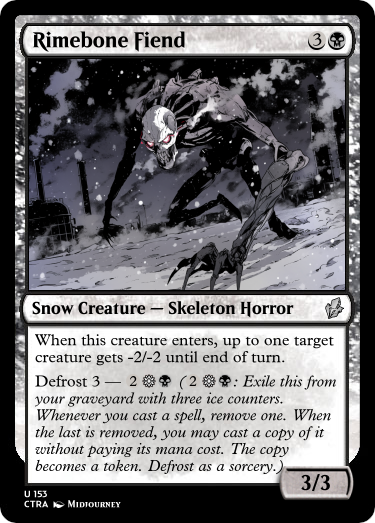 Rimebone Fiend 3
Snow Creature — Skeleton Horror
When this creature enters, up to one target
creature gets -2/-2 until end of turn.
Defrost 3 — 2 ( 2 : Exile this from
your graveyard with three ice counters.
Whenever you cast a spell, remove one. When
the last is removed, you may cast a copy of it
without paying its mana cost. The copy
becomes a token. Defrost as a sorcery.)
3/3
U 153
CTRA Midjourney